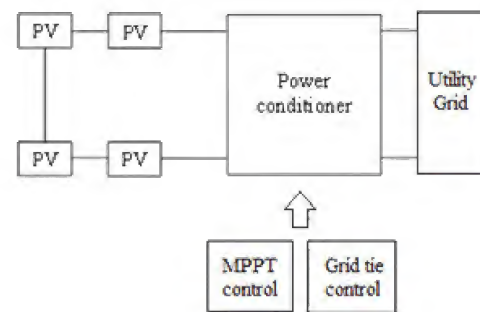 PV
PV
Power
conditioner
Utility
Grid
PV
PV
MPPT
control
Grid tie
control